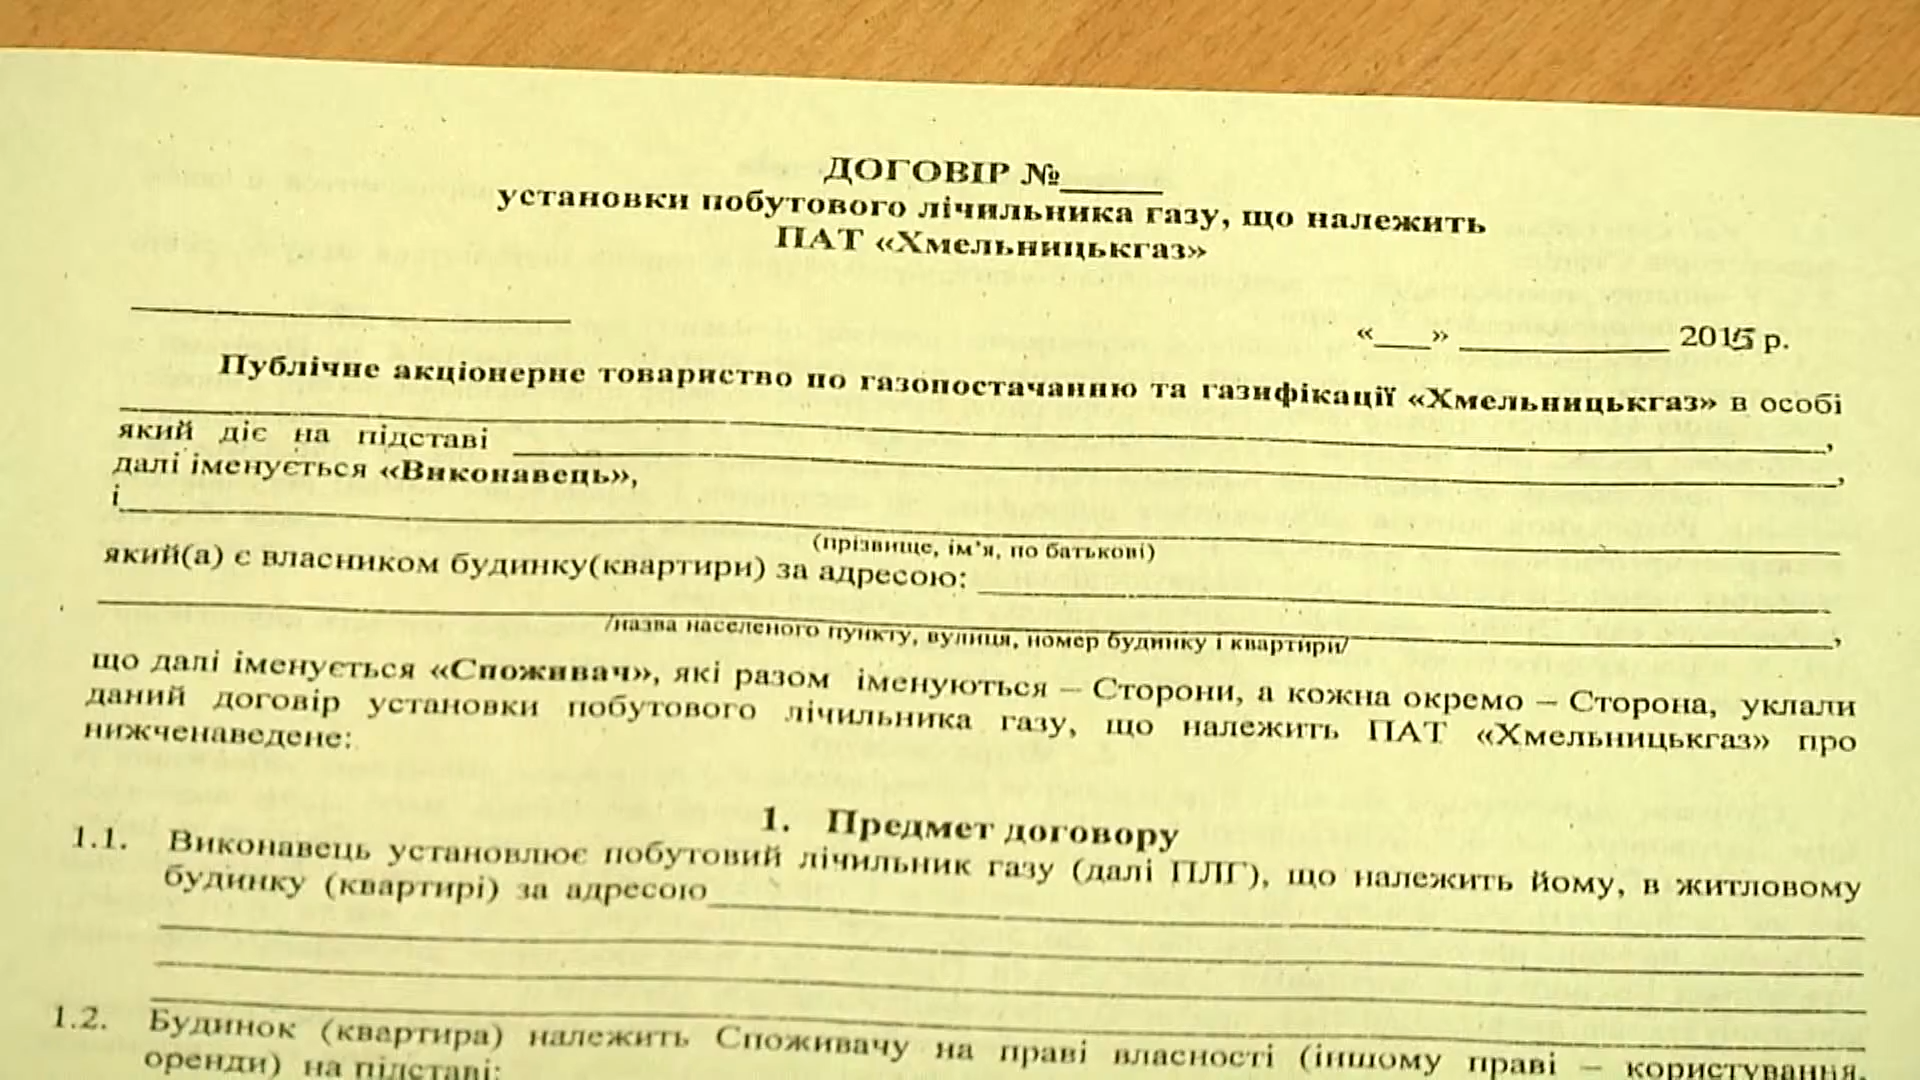 ДОГОВІР №_____
установки побутового лічильника газу, що належить
ПАТ «Хмельницькгаз»
«___» ____________ 2015 р.
Публічне акціонерне товариство по газопостачанню та газифікації «Хмельницькгаз» в особі
який діє на підставі ,
далі іменується «Виконавець»,
і
(прізвище, ім’я, по батькові)
який(а) є власником будинку(квартири) за адресою:
/назва населеного пункту, вулиця, номер будинку і квартири/
що далі іменується «Споживач», які разом іменуються – Сторони, а кожна окремо – Сторона, уклали
даний договір установки побутового лічильника газу, що належить ПАТ «Хмельницькгаз» про
нижченаведене:
1. Предмет договору
1.1. Виконавець установлює побутовий лічильник газу (далі ПЛГ), що належить йому, в житловому
будинку (квартирі) за адресою
1.2. Будинок (квартира) належить Споживачу на праві власності (іншому праві – користування,
оренди) на підставі: